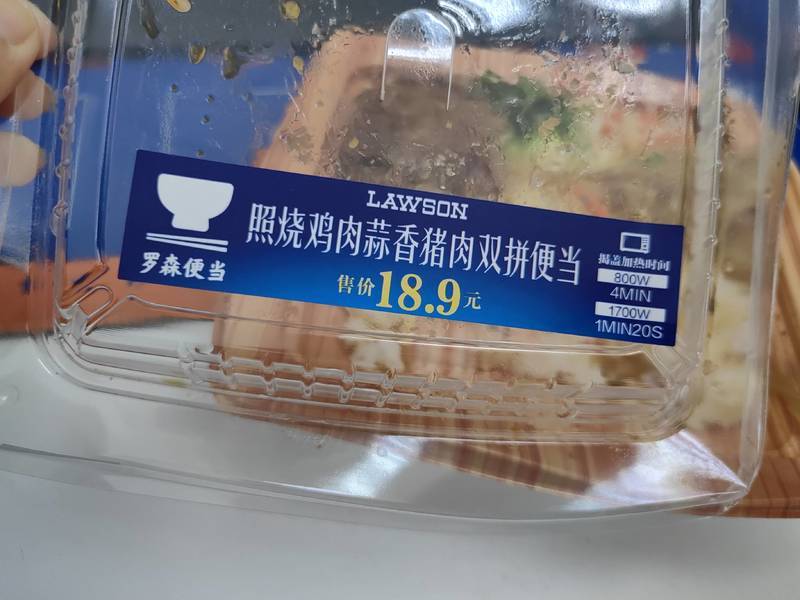 LAWSON
照烧鸡肉蒜香猪肉双拼便当
售价18.9元
罗森便当
揭盖加热时间
800W
4MIN
1700W
1MIN20S